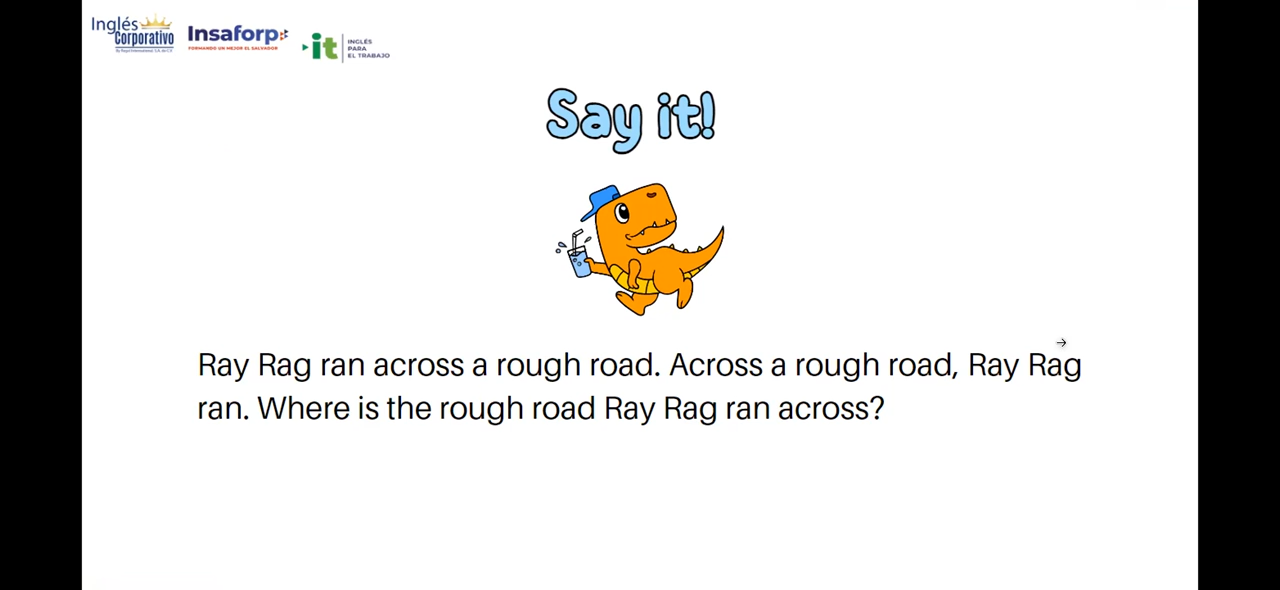 Inglés
Corporativo
Insaforp
FORMANDO UN MEJOR EL SALVADOR
it
INGLÉS
PARA
EL TRABAJO
Say it!
Ray Rag ran across a rough road. Across a rough road, Ray Rag
ran. Where is the rough road Ray Rag ran across?